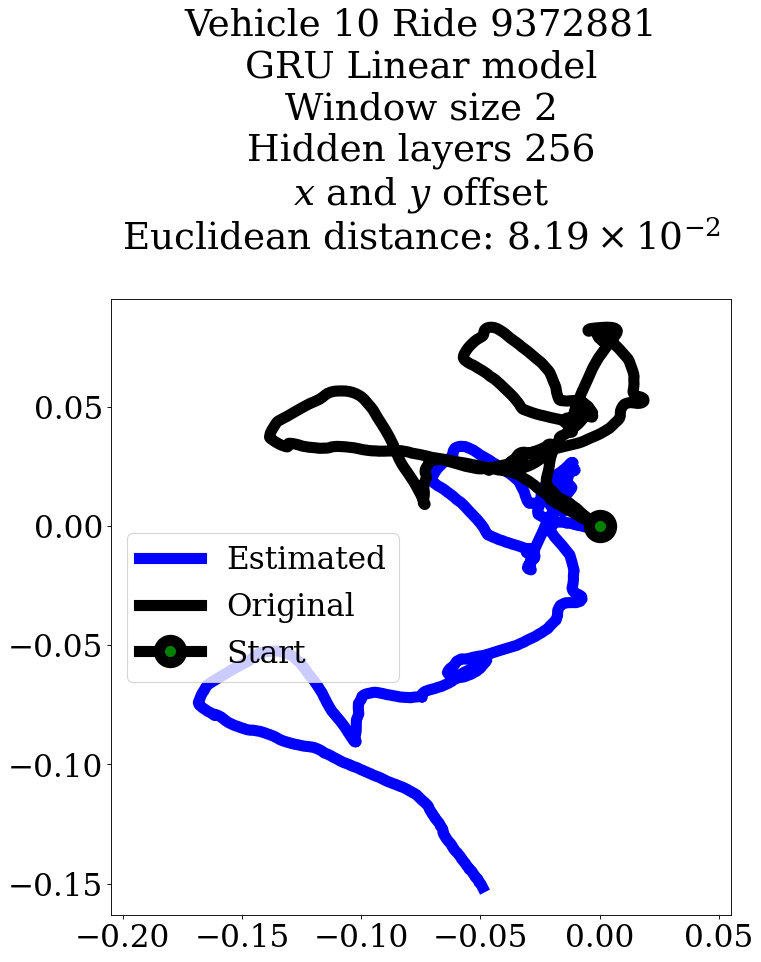 Vehicle 10 Ride 9372881
GRU Linear model
Window size 2
Hidden layers 256
x and y offset
Euclidean distance: 8.19 × 10⁻²
0.05
0.00
−0.05
−0.10
−0.15
Estimated
Original
Start
−0.20 −0.15 −0.10 −0.05 0.00 0.05